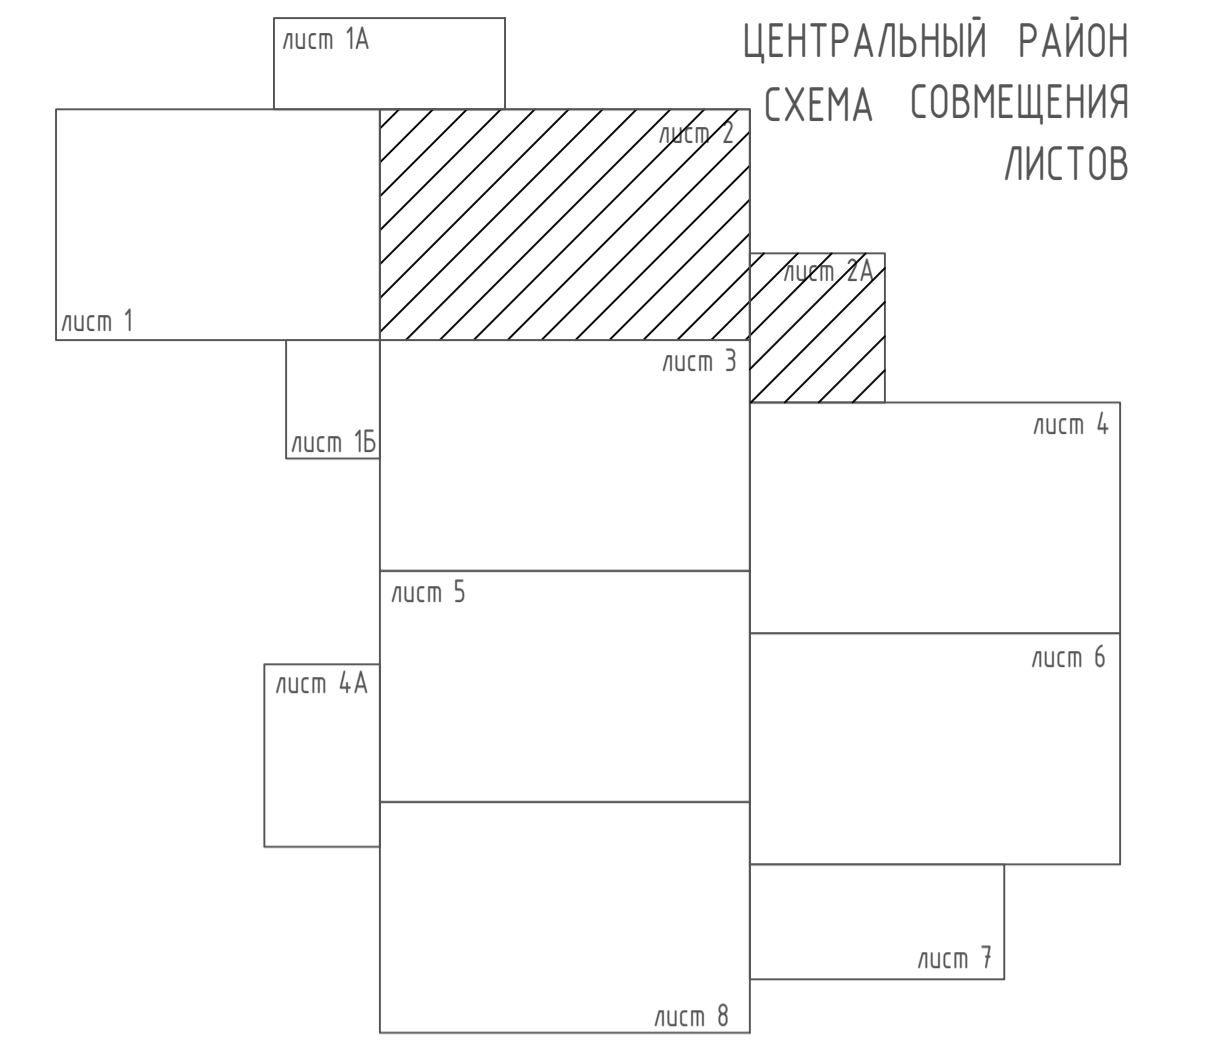 лист 1А
ЦЕНТРАЛЬНЫЙ РАЙОН
СХЕМА СОВМЕЩЕНИЯ
ЛИСТОВ
лист 2
лист 2А
лист 1
лист 3
лист 4
лист 1Б
лист 5
лист 6
лист 4А
лист 7
лист 8